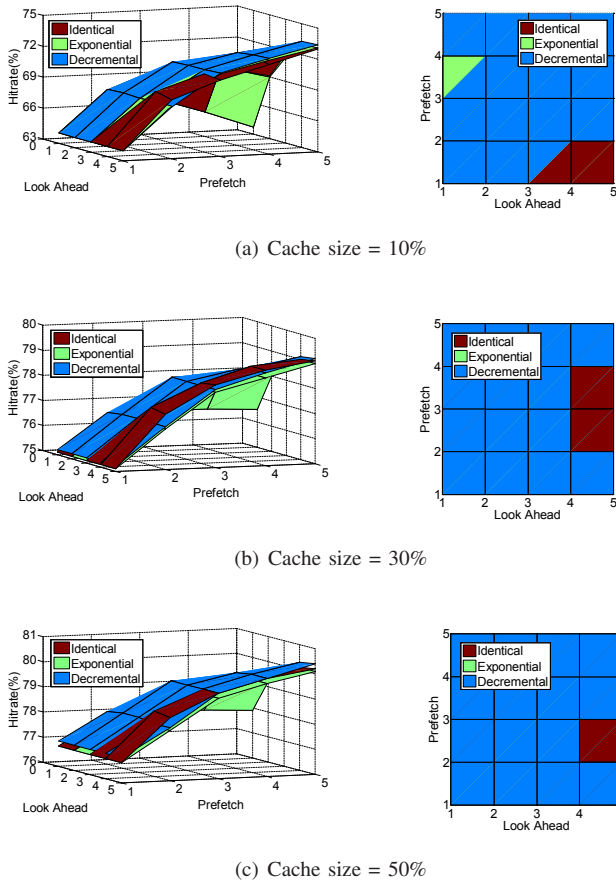 75
72
69
66
63
Hitrate(%)
Identical
Exponential
Decremental
0
1
2
3
4
5
Look Ahead
1
2
3
4
5
Prefetch
5
4
3
2
1
Prefetch
Identical
Exponential
Decremental
1 2 3 4 5
Look Ahead
(a) Cache size = 10%
80
79
78
77
76
75
Hitrate(%)
Identical
Exponential
Decremental
0
1
2
3
4
5
Look Ahead
1
2
3
4
5
Prefetch
5
4
3
2
1
Prefetch
Identical
Exponential
Decremental
1 2 3 4 5
Look Ahead
(b) Cache size = 30%
81
80
79
78
77
76
Hitrate(%)
Identical
Exponential
Decremental
0
1
2
3
4
5
Look Ahead
1
2
3
4
5
Prefetch
5
4
3
2
1
Prefetch
Identical
Exponential
Decremental
1 2 3 4
Look Ahead
(c) Cache size = 50%